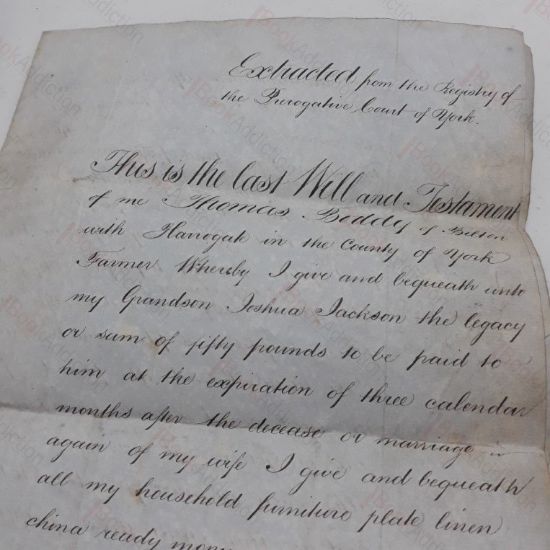 Extracted from the Registry of
the Prerogative Court of York.
This is the last Will and Testament
of me Thomas Beddy of Bilton
with Harrogate in the County of York
Farmer Whereby I give and bequeath unto
my Grandson Joshua Jackson the legacy
or sum of fifty pounds to be paid to
him at the expiration of three calendar
months after the decease or marriage
again of my wife I give and bequeath
all my household furniture plate linen
china ready money